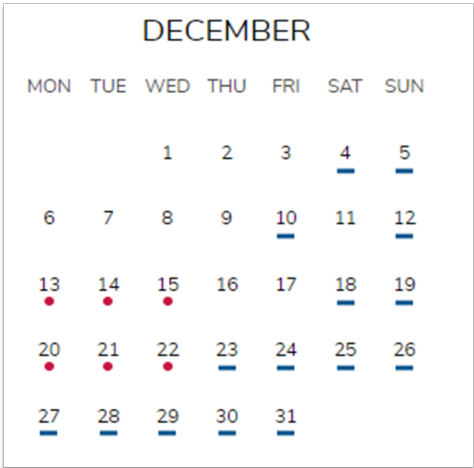 DECEMBER
MON TUE WED THU FRI SAT SUN
1 2 3 4 5
6 7 8 9 10 11 12
13 14 15 16 17 18 19
20 21 22 23 24 25 26
27 28 29 30 31